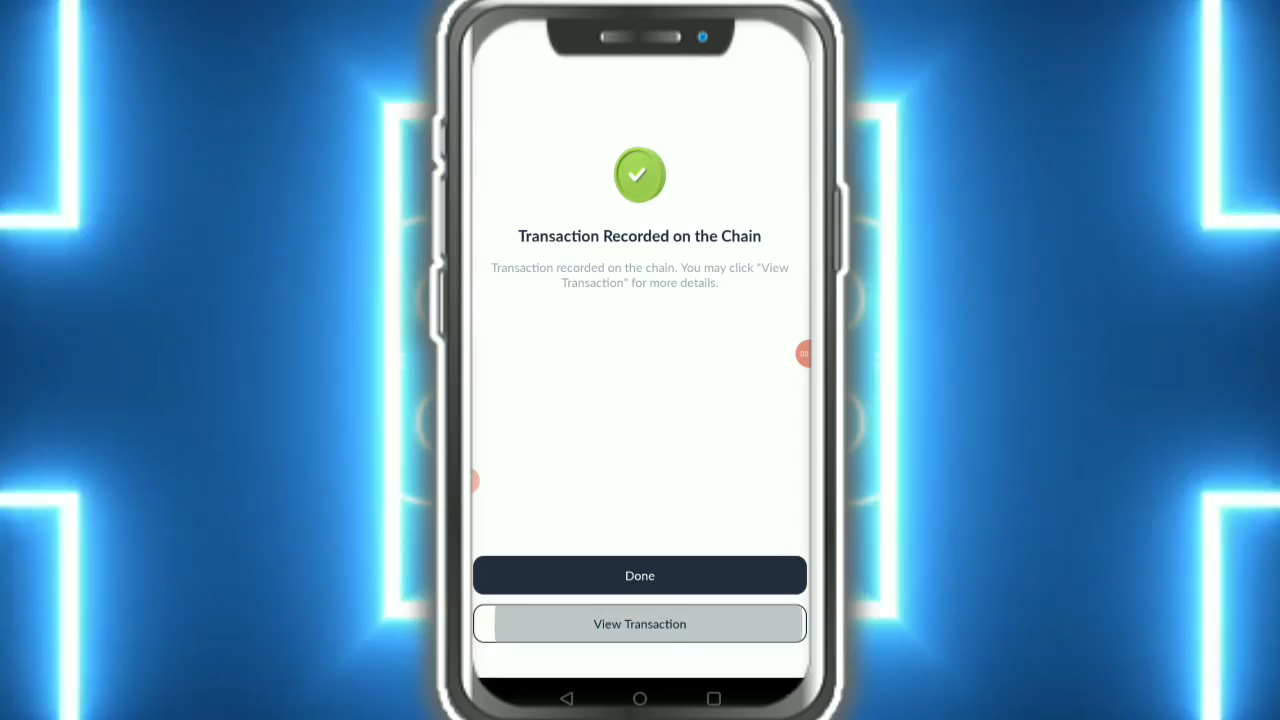 Transaction Recorded on the Chain
Transaction recorded on the chain. You may click "View
Transaction" for more details.
03
Done
View Transaction